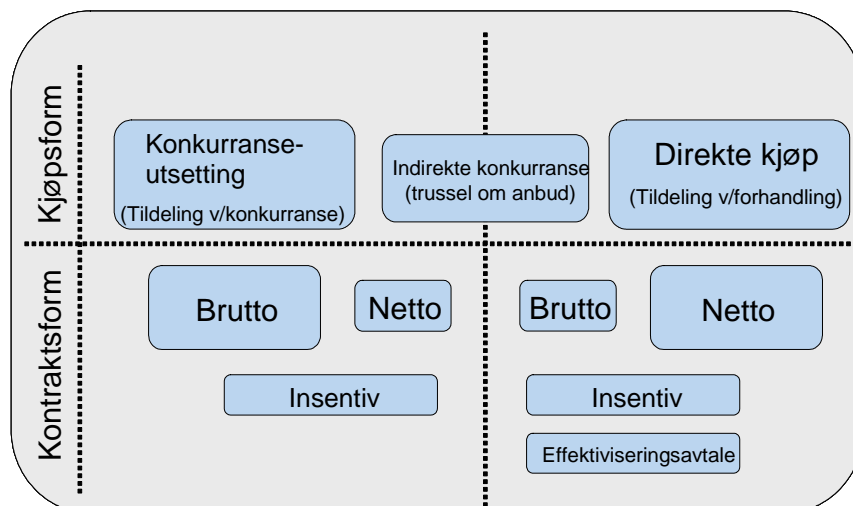 Kjøpsform
Konkurranse-
utsetting
(Tildeling v/konkurranse)
Indirekte konkurranse
(trussel om anbud)
Direkte kjøp
(Tildeling v/forhandling)
Kontraktsform
Brutto
Netto
Brutto
Netto
Insentiv
Insentiv
Effektiviseringsavtale